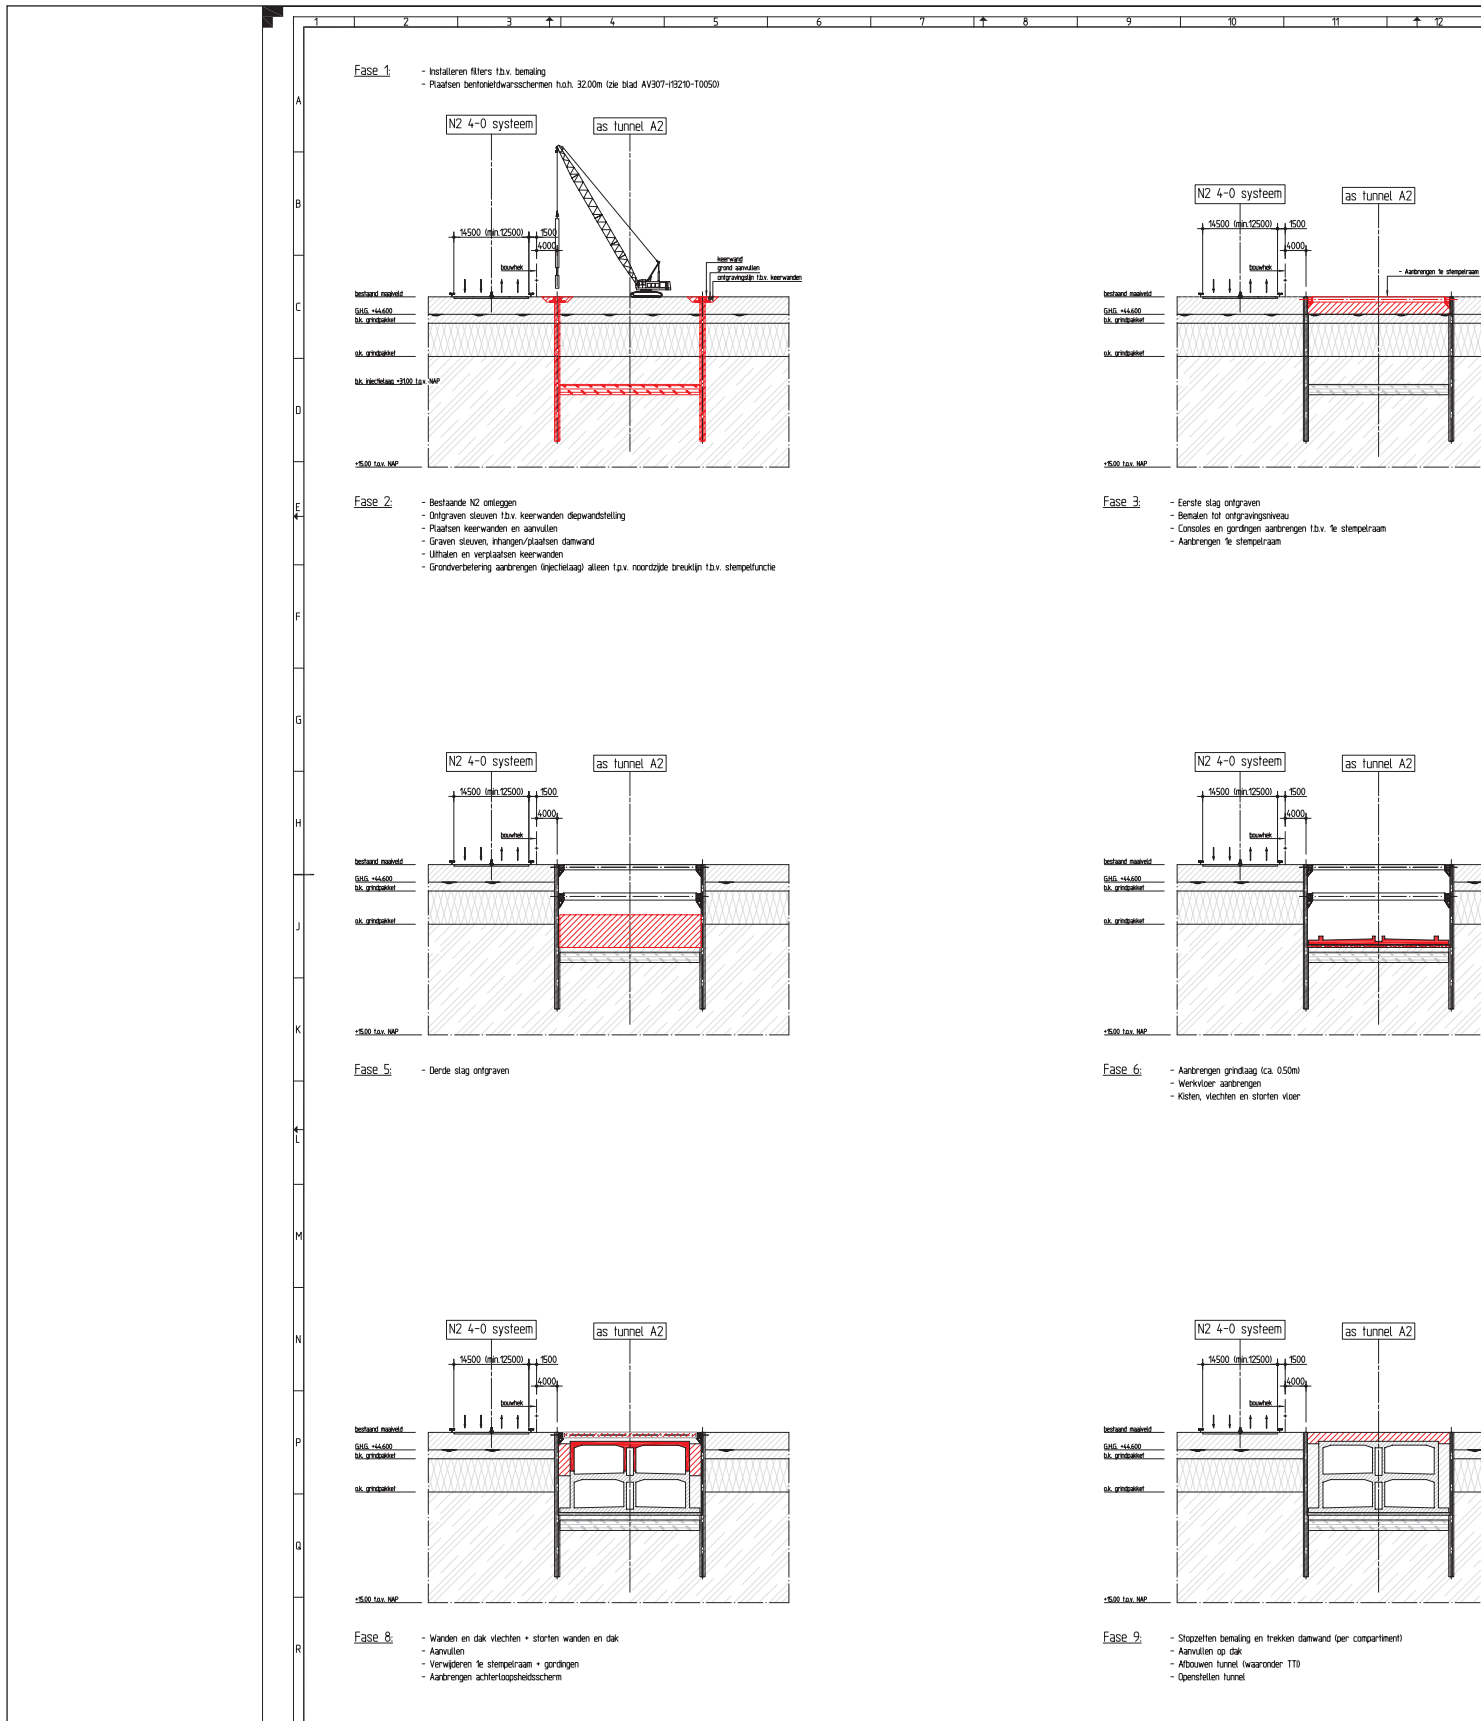 1 2 3 4 5 6 7 8 9 10 11 12
A
B
C
D
E
F
G
H
J
K
L
M
N
P
Q
R
Fase 1:
- Installeren filters t.b.v. bemaling
- Plaatsen bentonietdwarsschermen h.o.h. 32.00m (zie blad AV307-I13210-T0050)
N2 4-0 systeem
as tunnel A2
14500 (min.12500)
1500
4000
bouwhek
keerwand
grond aanvullen
ontgravingslijn t.b.v. keerwanden
bestaand maaiveld
G.H.G. +44.600
b.k. grindpakket
o.k. grindpakket
b.k. injectielaag +31.00 t.o.v. NAP
+15.00 t.o.v. NAP
Fase 2:
- Bestaande N2 omleggen
- Ontgraven sleuven t.b.v. keerwanden diepwandstelling
- Plaatsen keerwanden en aanvullen
- Graven sleuven, inhangen/plaatsen damwand
- Uithalen en verplaatsen keerwanden
- Grondverbetering aanbrengen (injectielaag) alleen t.p.v. noordzijde breuklijn t.b.v. stempelfunctie
N2 4-0 systeem
as tunnel A2
14500 (min.12500)
1500
4000
bouwhek
- Aanbrengen 1e stempelraam
bestaand maaiveld
G.H.G. +44.600
b.k. grindpakket
o.k. grindpakket
+15.00 t.o.v. NAP
Fase 3:
- Eerste slag ontgraven
- Bemalen tot ontgravingsniveau
- Consoles en gordingen aanbrengen t.b.v. 1e stempelraam
- Aanbrengen 1e stempelraam
N2 4-0 systeem
as tunnel A2
14500 (min.12500)
1500
4000
bouwhek
bestaand maaiveld
G.H.G. +44.600
b.k. grindpakket
o.k. grindpakket
+15.00 t.o.v. NAP
Fase 5:
- Derde slag ontgraven
N2 4-0 systeem
as tunnel A2
14500 (min.12500)
1500
4000
bouwhek
bestaand maaiveld
G.H.G. +44.600
b.k. grindpakket
o.k. grindpakket
+15.00 t.o.v. NAP
Fase 6:
- Aanbrengen grindlaag (ca. 0.50m)
- Werkvloer aanbrengen
- Kisten, vlechten en storten vloer
N2 4-0 systeem
as tunnel A2
14500 (min.12500)
1500
4000
bouwhek
bestaand maaiveld
G.H.G. +44.600
b.k. grindpakket
o.k. grindpakket
+15.00 t.o.v. NAP
Fase 8:
- Wanden en dak vlechten + storten wanden en dak
- Aanvullen
- Verwijderen 1e stempelraam + gordingen
- Aanbrengen achterloopsheidsscherm
N2 4-0 systeem
as tunnel A2
14500 (min.12500)
1500
4000
bouwhek
bestaand maaiveld
G.H.G. +44.600
b.k. grindpakket
o.k. grindpakket
+15.00 t.o.v. NAP
Fase 9:
- Stopzetten bemaling en trekken damwand (per compartiment)
- Aanvullen op dak
- Afbouwen tunnel (waaronder TTI)
- Openstellen tunnel